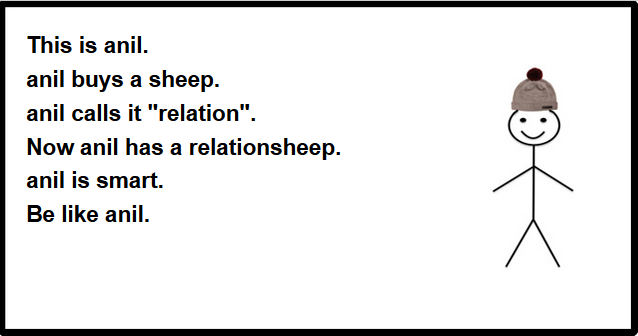 This is anil.
anil buys a sheep.
anil calls it "relation".
Now anil has a relationsheep.
anil is smart.
Be like anil.